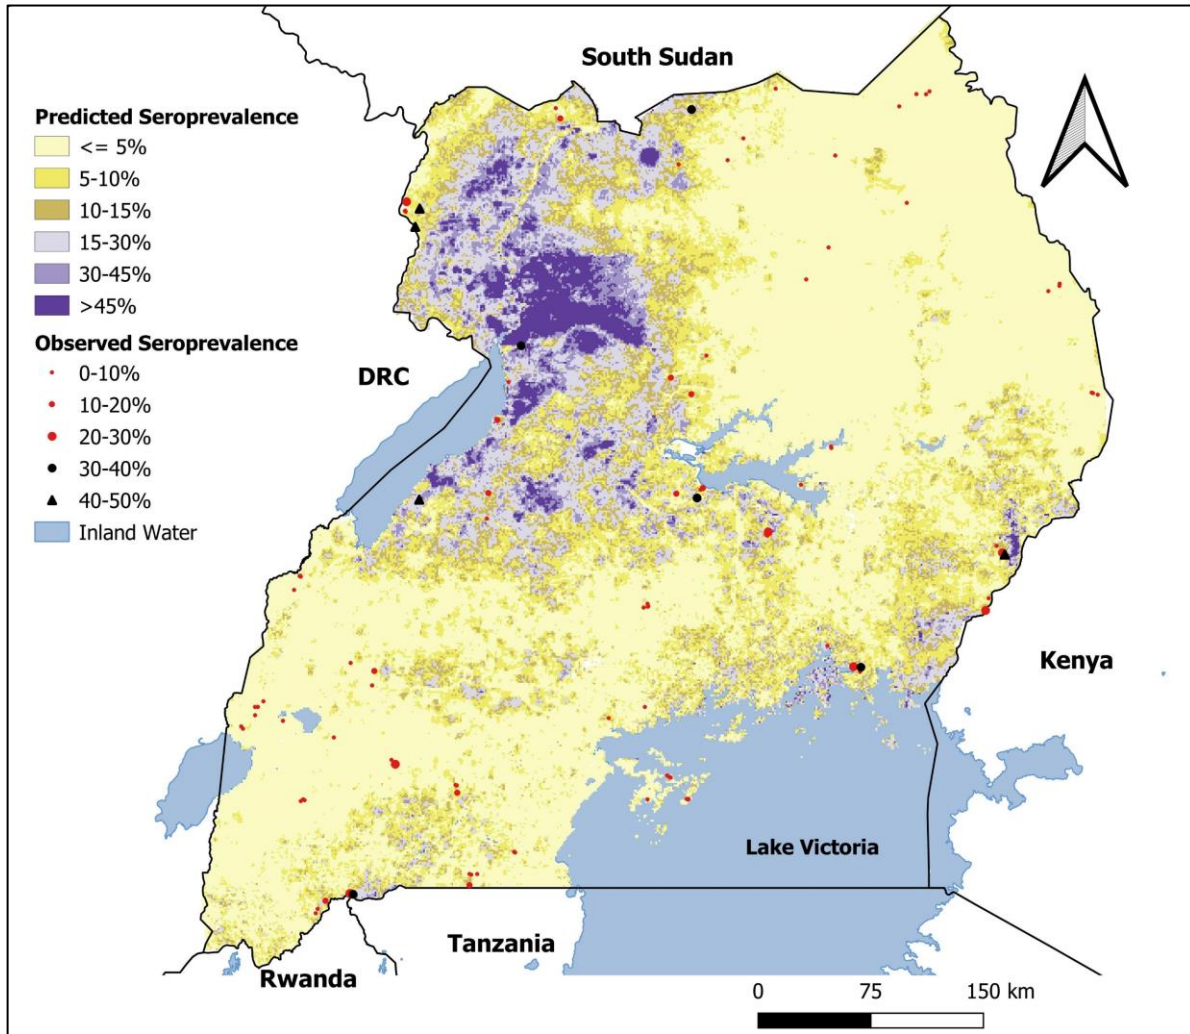 South Sudan
Predicted Seroprevalence
<= 5%
5-10%
10-15%
15-30%
30-45%
>45%
Observed Seroprevalence
0-10%
10-20%
20-30%
30-40%
40-50%
Inland Water
DRC
Kenya
Lake Victoria
Tanzania
Rwanda
0 75 150 km